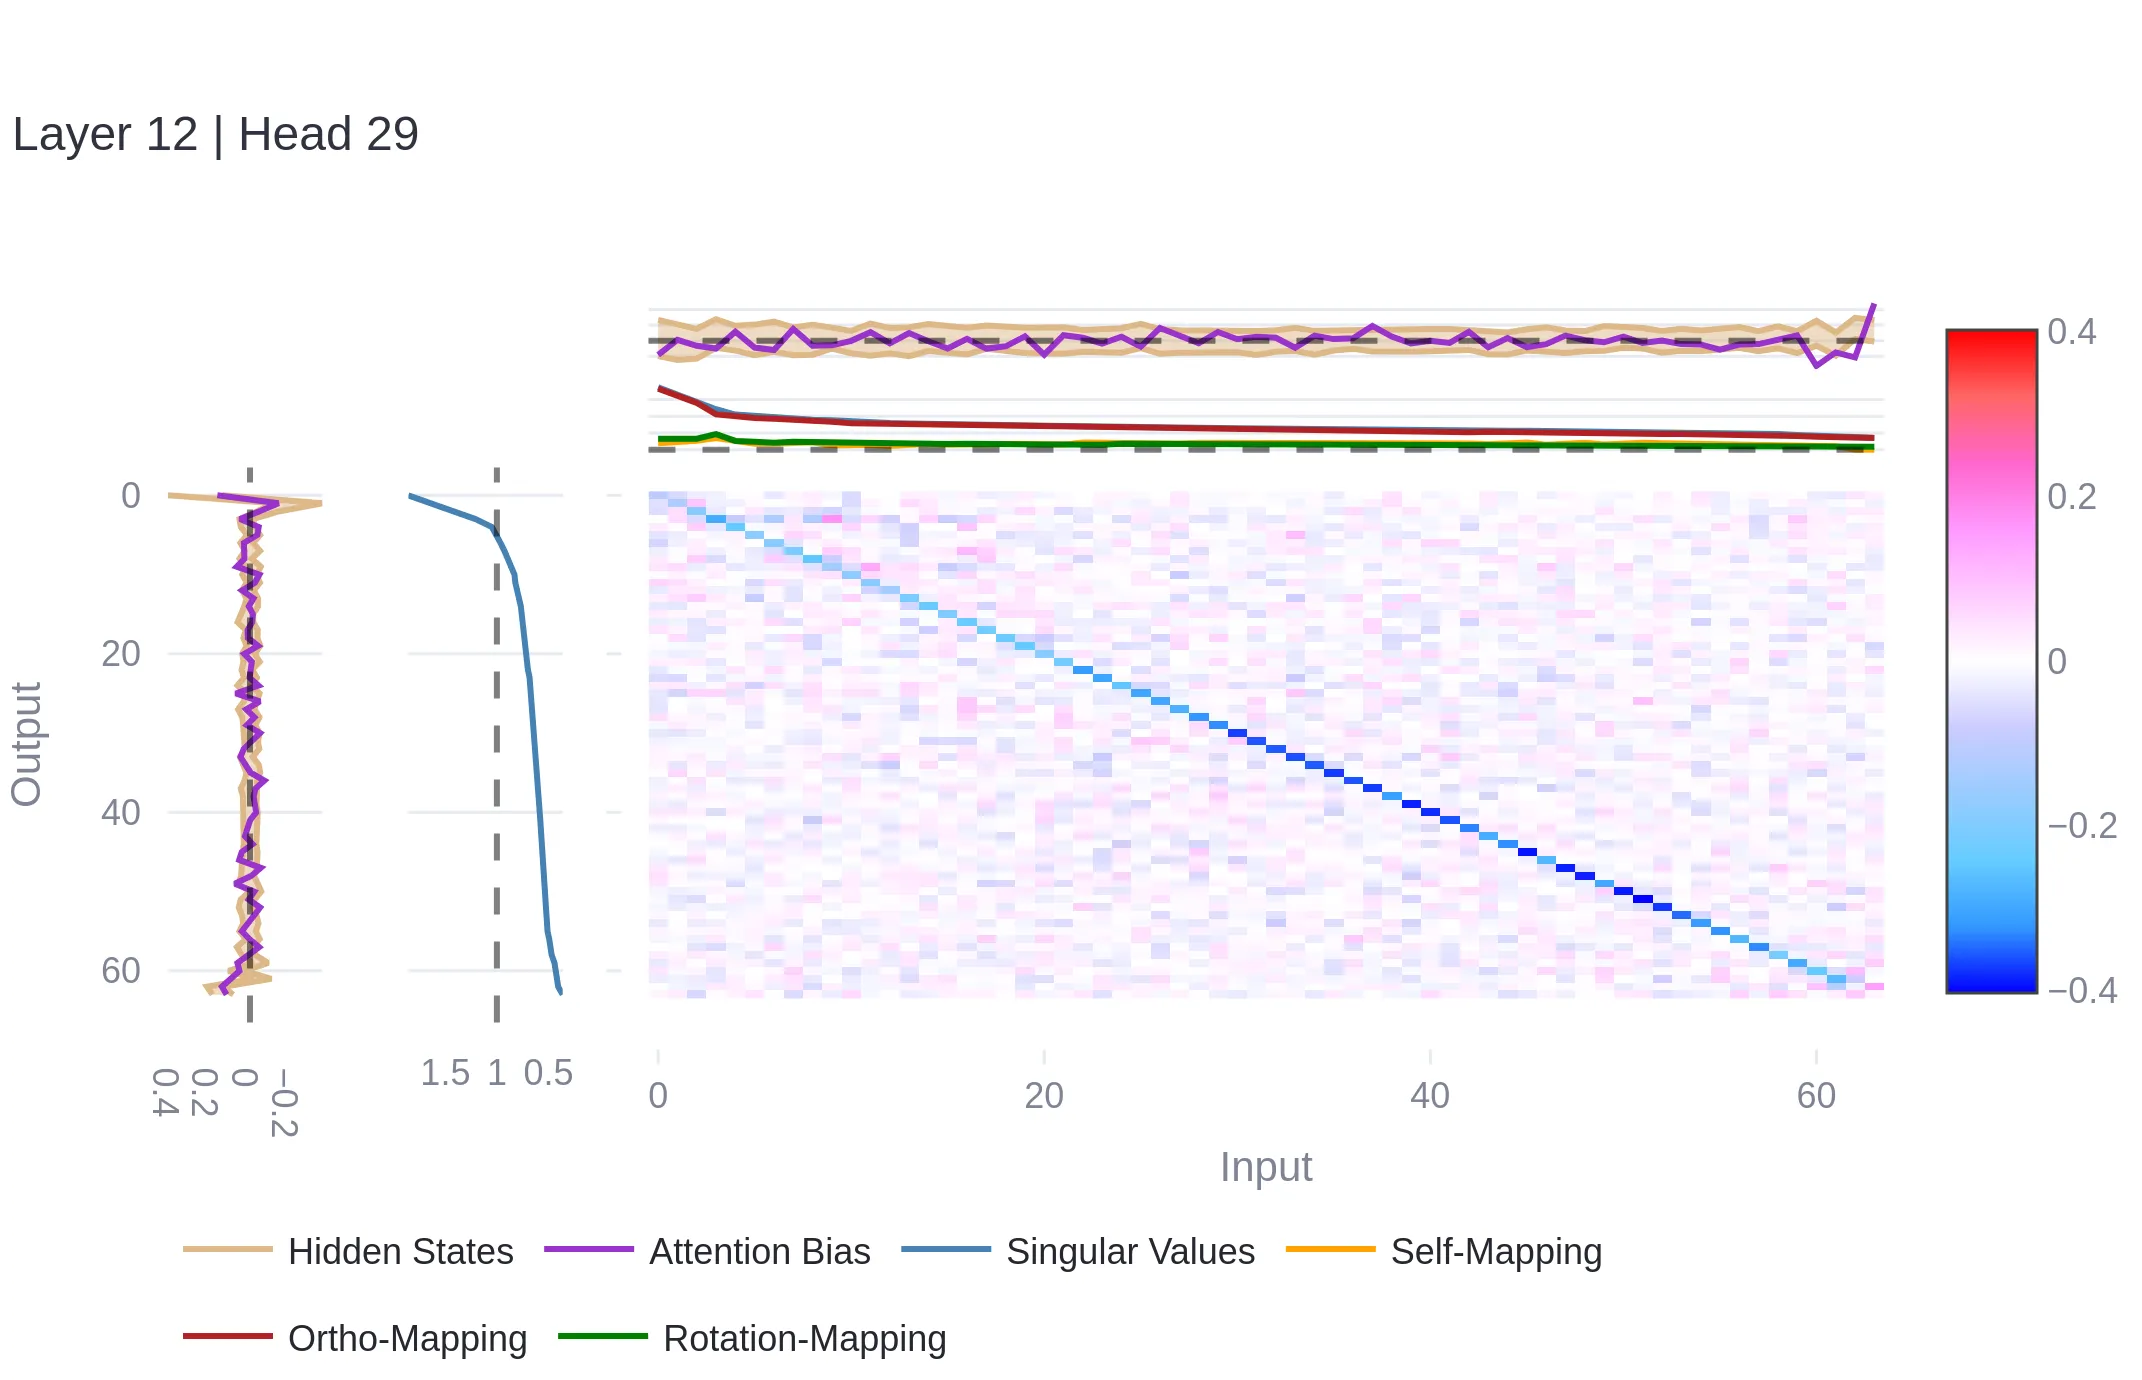 Layer 12 | Head 29
0.4
0.2
0
−0.2
−0.4
0
20
40
60
Output
0.4
0.2
0
−0.2
1.5
1
0.5
0
20
40
60
Input
Hidden States
Attention Bias
Singular Values
Self-Mapping
Ortho-Mapping
Rotation-Mapping